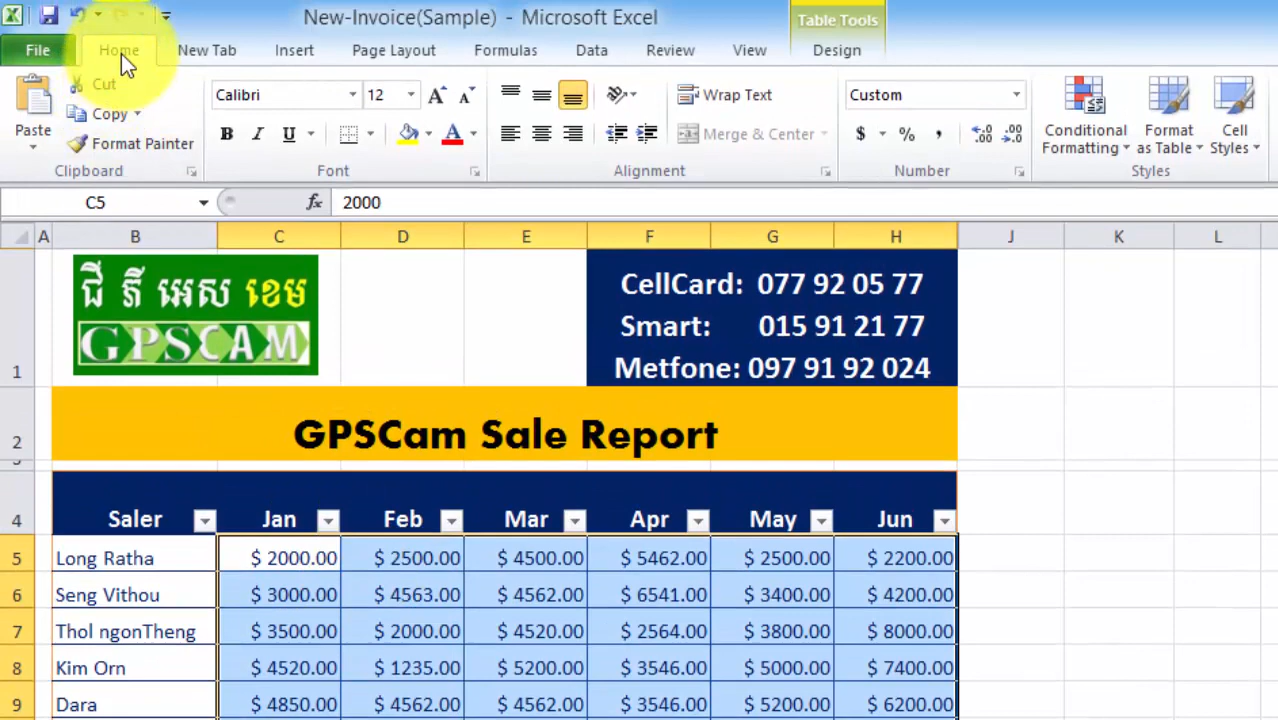 New-Invoice(Sample) - Microsoft Excel
Table Tools
File Home New Tab Insert Page Layout Formulas Data Review View Design
Cut
Copy
Format Painter
Paste
Clipboard
Calibri 12
B I U A
Font
Wrap Text
Merge & Center
Alignment
Custom
$ % ,
Number
Conditional Formatting
Format as Table
Cell Styles
Styles
C5 fx 2000
A B C D E F G H J K L
ជី ភី អេស ខេម
GPSCAM
CellCard: 077 92 05 77
Smart: 015 91 21 77
Metfone: 097 91 92 024
1
2 GPSCam Sale Report
4 Saler Jan Feb Mar Apr May Jun
5 Long Ratha $ 2000.00 $ 2500.00 $ 4500.00 $ 5462.00 $ 2500.00 $ 2200.00
6 Seng Vithou $ 3000.00 $ 4563.00 $ 4562.00 $ 6541.00 $ 3400.00 $ 4200.00
7 Thol ngonTheng $ 3500.00 $ 2000.00 $ 4520.00 $ 2564.00 $ 3800.00 $ 8000.00
8 Kim Orn $ 4520.00 $ 1235.00 $ 5200.00 $ 3546.00 $ 5000.00 $ 7400.00
9 Dara $ 4850.00 $ 4562.00 $ 4562.00 $ 3546.00 $ 5200.00 $ 6200.00